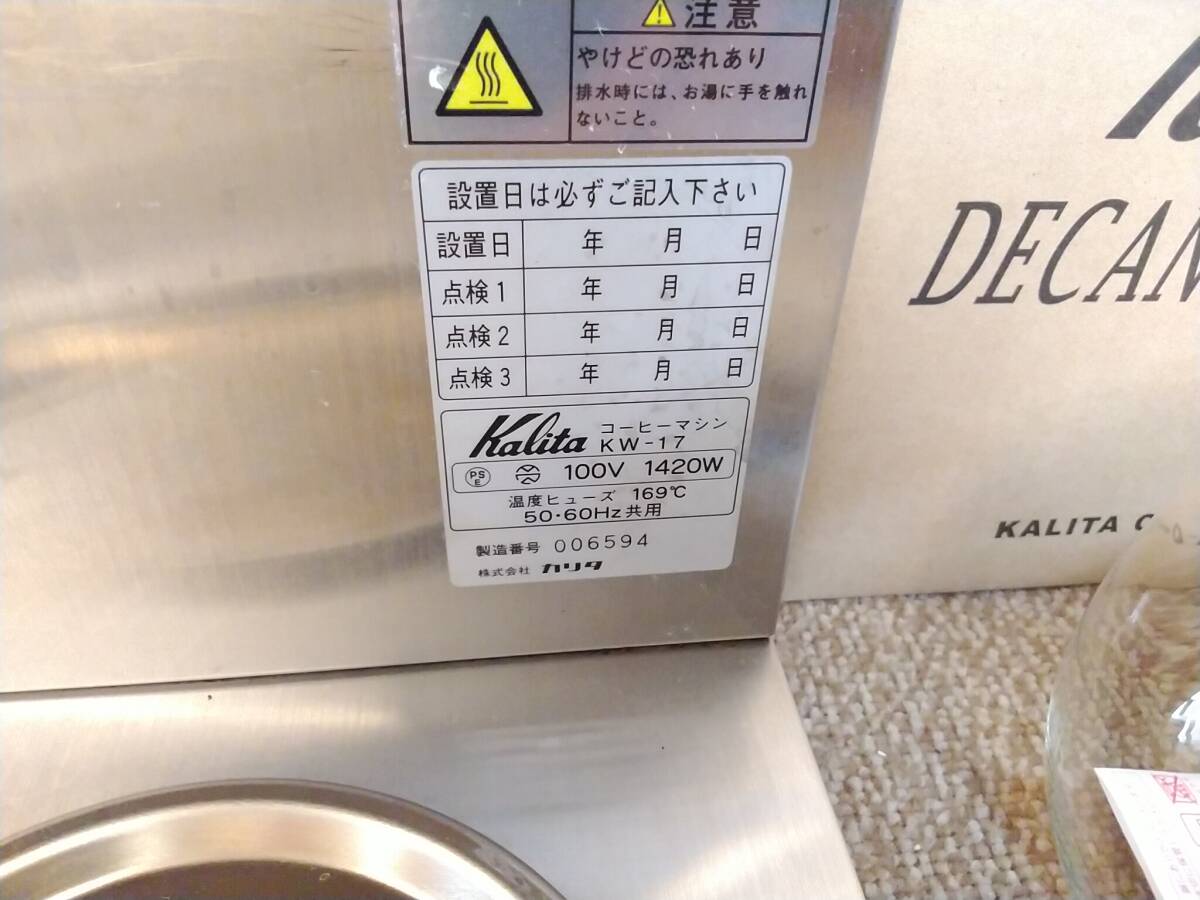 注意
やけどの恐れあり
排水時には、お湯に手を触れ
ないこと。
設置日は必ずご記入下さい
設置日 年 月 日
点検1 年 月 日
点検2 年 月 日
点検3 年 月 日
Kalita コーヒーマシン
KW-17
PSE 100V 1420W
温度ヒューズ 169℃
50・60Hz共用
製造番号 006594
株式会社 カリタ
DECAN
KALITA C